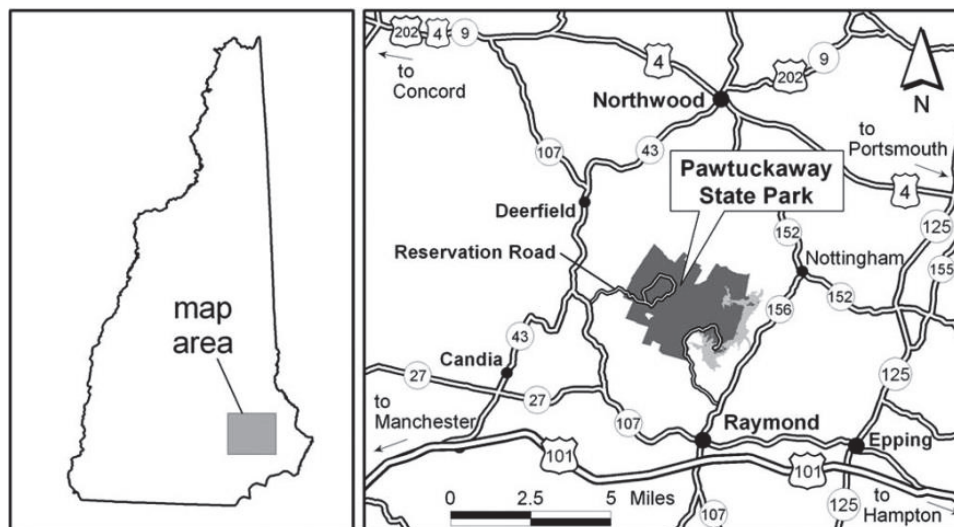 map
area
202
4
9
to
Concord
4
202
9
N
Northwood
to
Portsmouth
107
43
Pawtuckaway
State Park
4
Deerfield
125
152
Reservation Road
Nottingham
155
152
156
43
Candia
27
27
125
to
Manchester
107
Raymond
Epping
101
101
0 2.5 5 Miles
107
125
to
Hampton